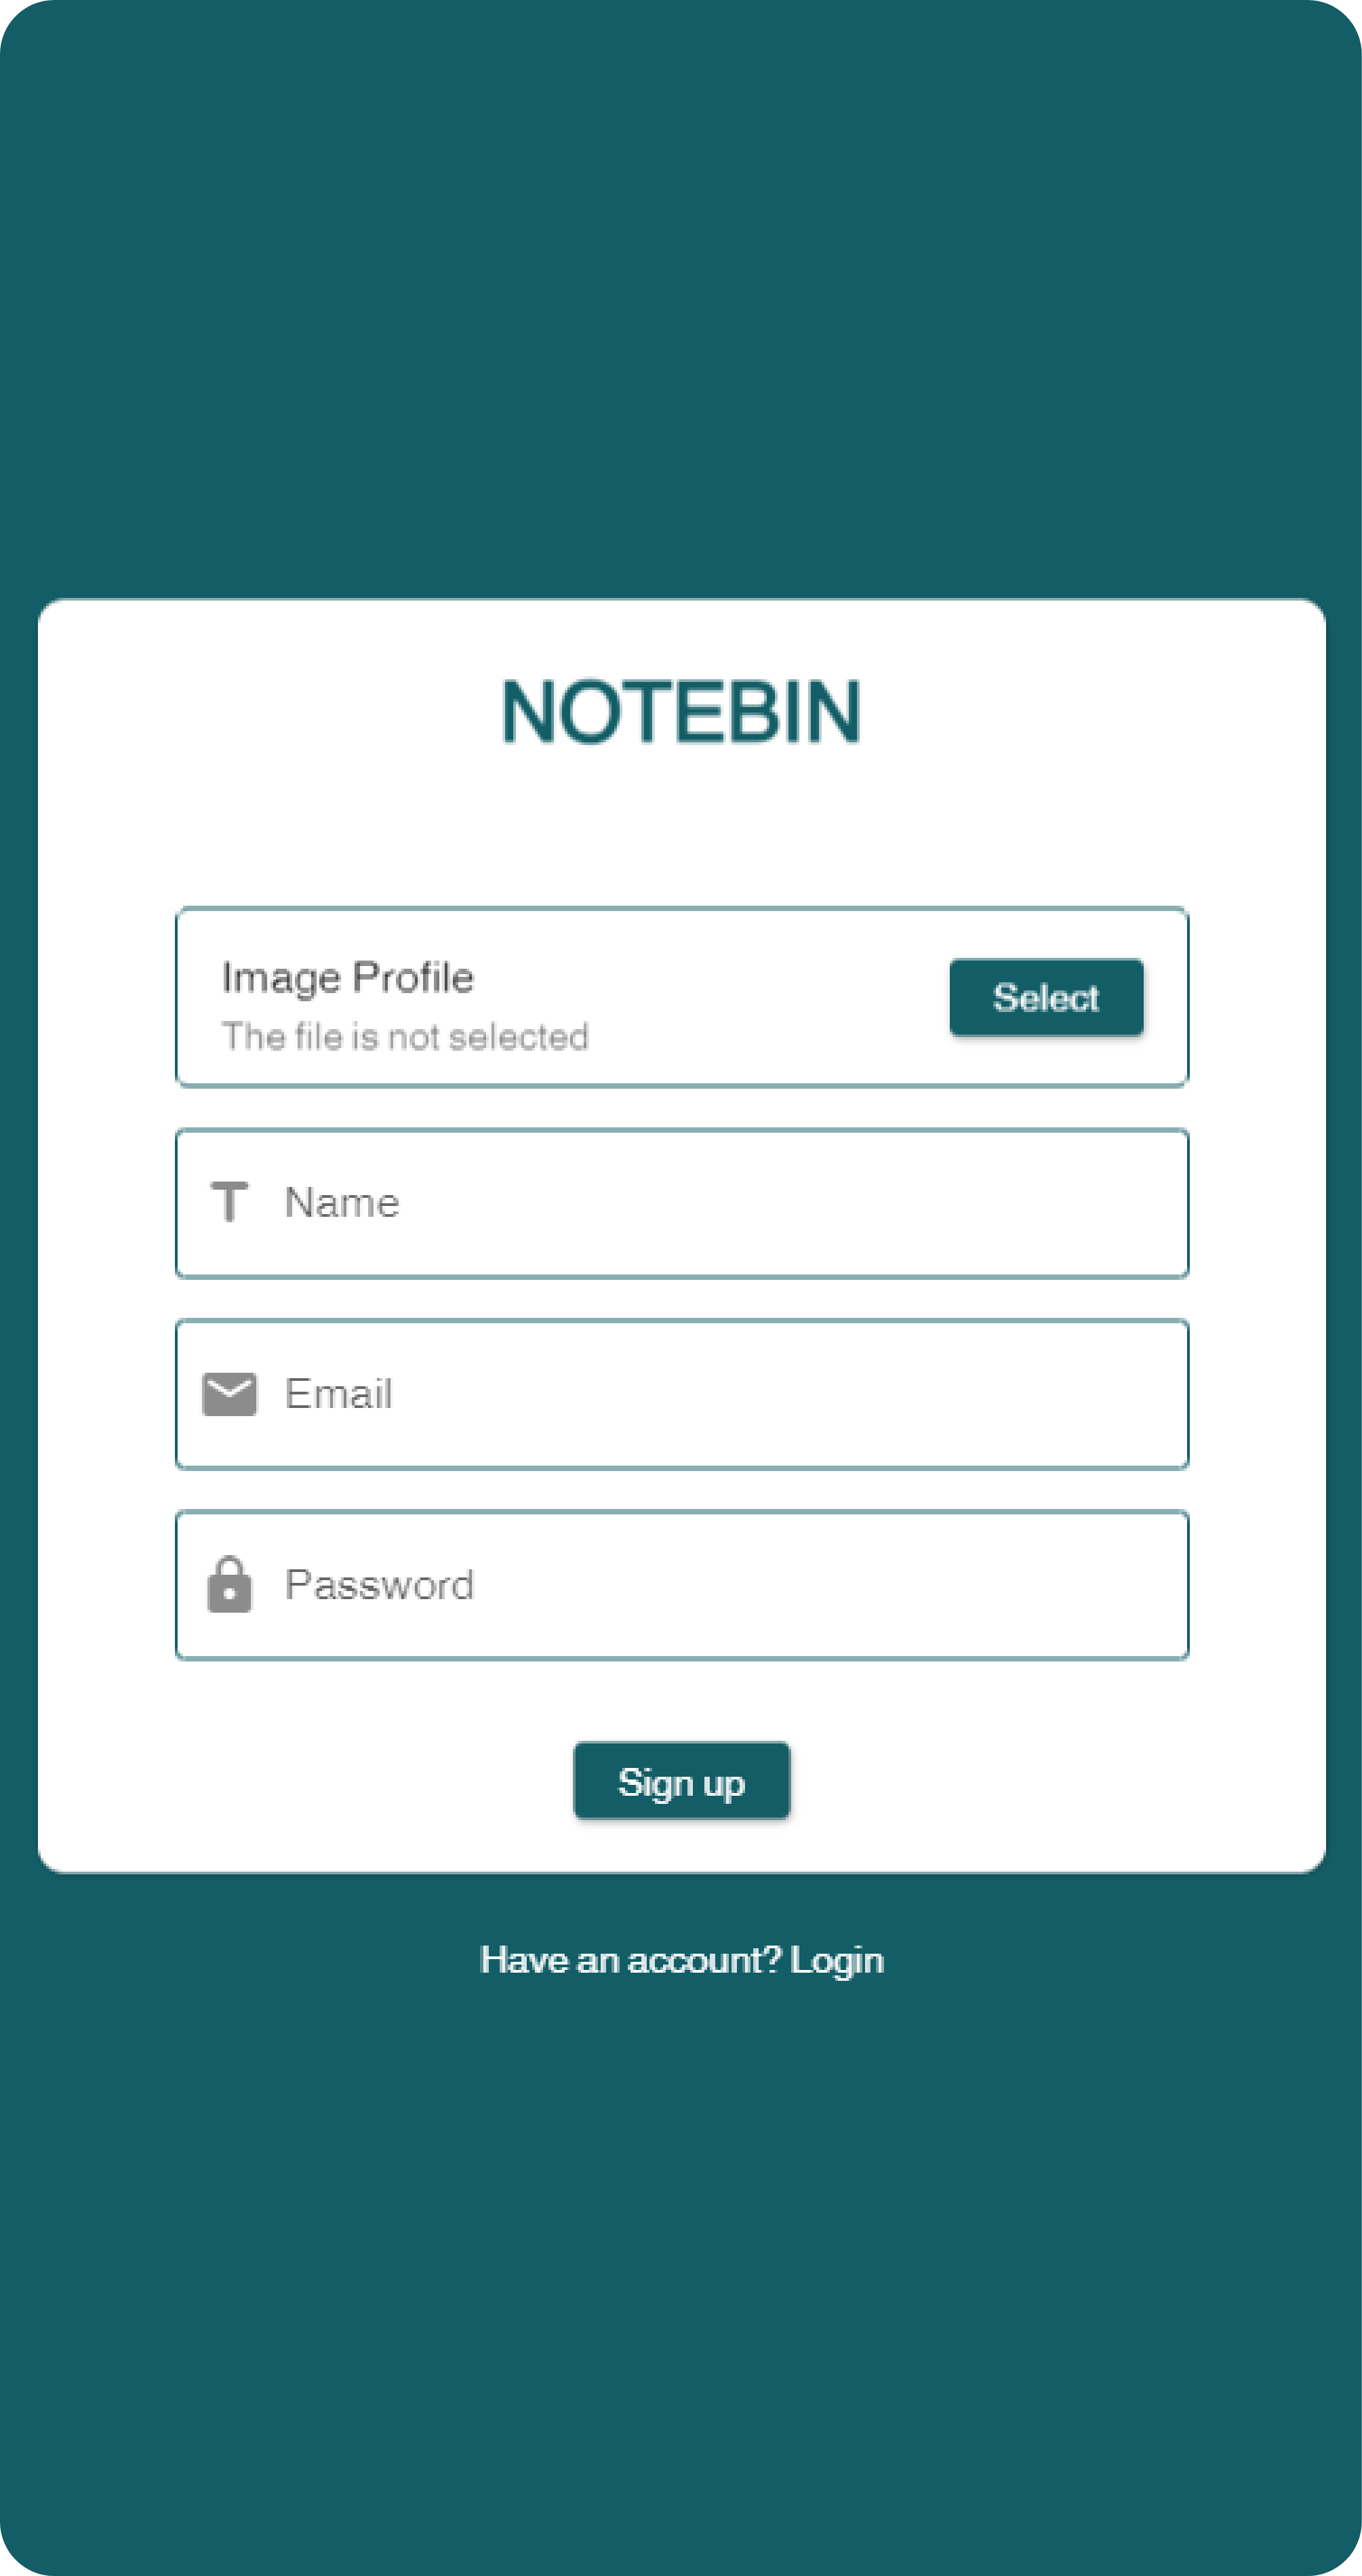 NOTEBIN
Image Profile
Select
The file is not selected
Name
Email
Password
Sign up
Have an account? Login